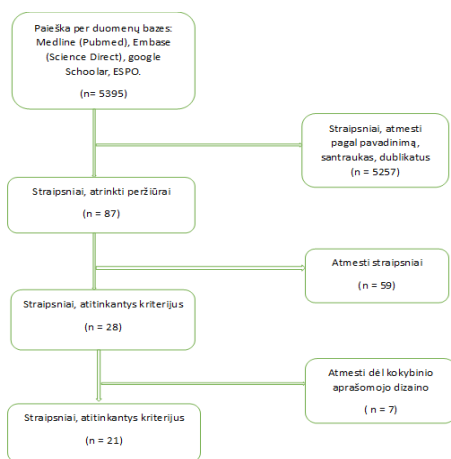 Paieška per duomenų bazes:
Medline (Pubmed), Embase
(Science Direct), google
Schoolar, ESPO.
(n= 5395)
Straipsniai, atmesti
pagal pavadinimą,
santraukas, dublikatus
(n = 5257)
Straipsniai, atrinkti peržiūrai
(n = 87)
Atmesti straipsniai
(n = 59)
Straipsniai, atitinkantys kriterijus
(n = 28)
Atmesti dėl kokybinio
aprašomojo dizaino
( n = 7)
Straipsniai, atitinkantys kriterijus
(n = 21)